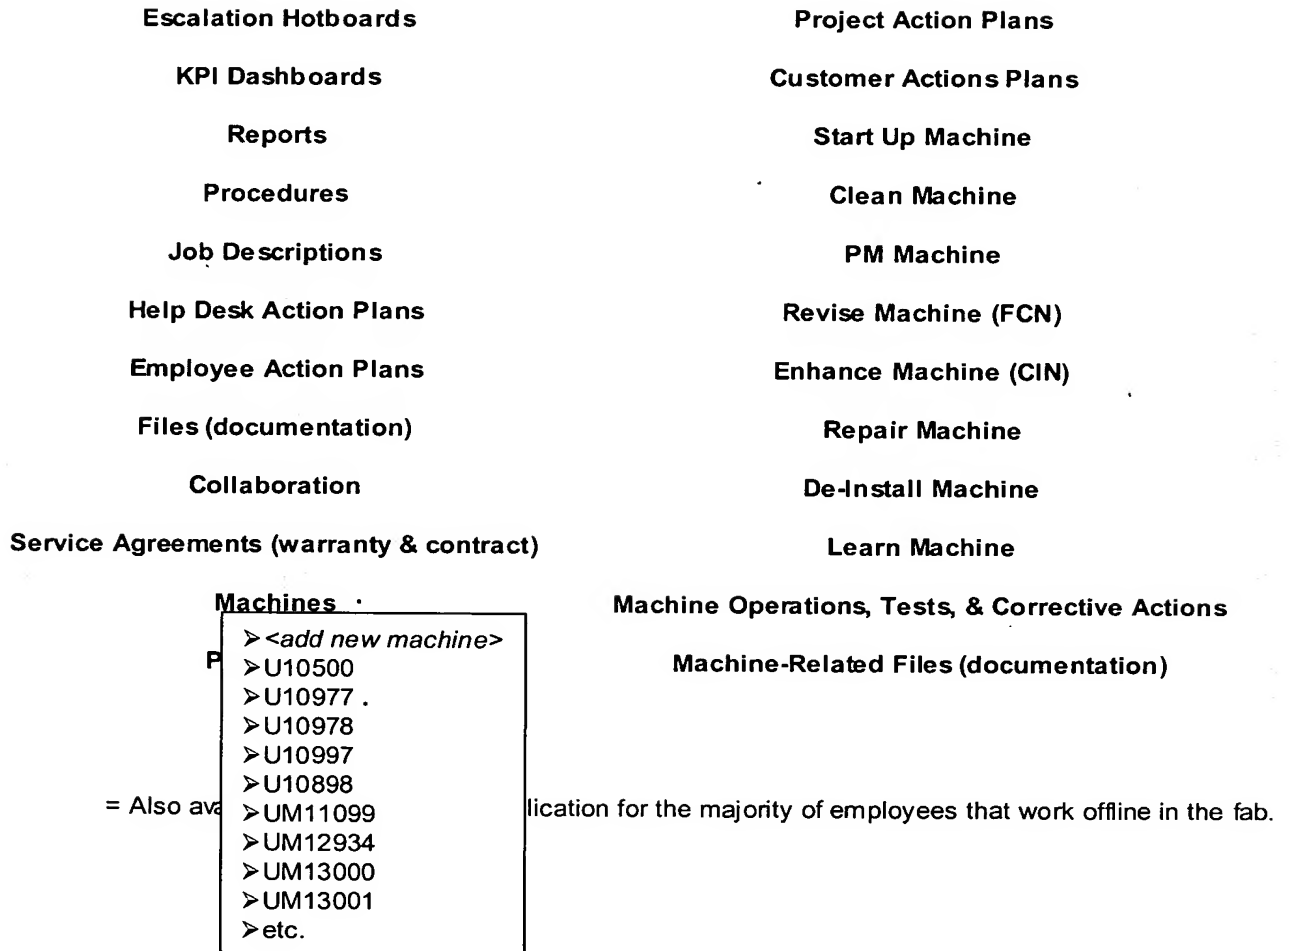 Escalation Hotboards
KPI Dashboards
Reports
Procedures
Job Descriptions
Help Desk Action Plans
Employee Action Plans
Files (documentation)
Collaboration
Service Agreements (warranty & contract)
Machines
P
➢<add new machine>
➢U10500
➢U10977 .
➢U10978
➢U10997
➢U10898
➢UM11099
➢UM12934
➢UM13000
➢UM13001
➢etc.
Project Action Plans
Customer Actions Plans
Start Up Machine
Clean Machine
PM Machine
Revise Machine (FCN)
Enhance Machine (CIN)
Repair Machine
De-Install Machine
Learn Machine
Machine Operations, Tests, & Corrective Actions
Machine-Related Files (documentation)
= Also ava lication for the majority of employees that work offline in the fab.